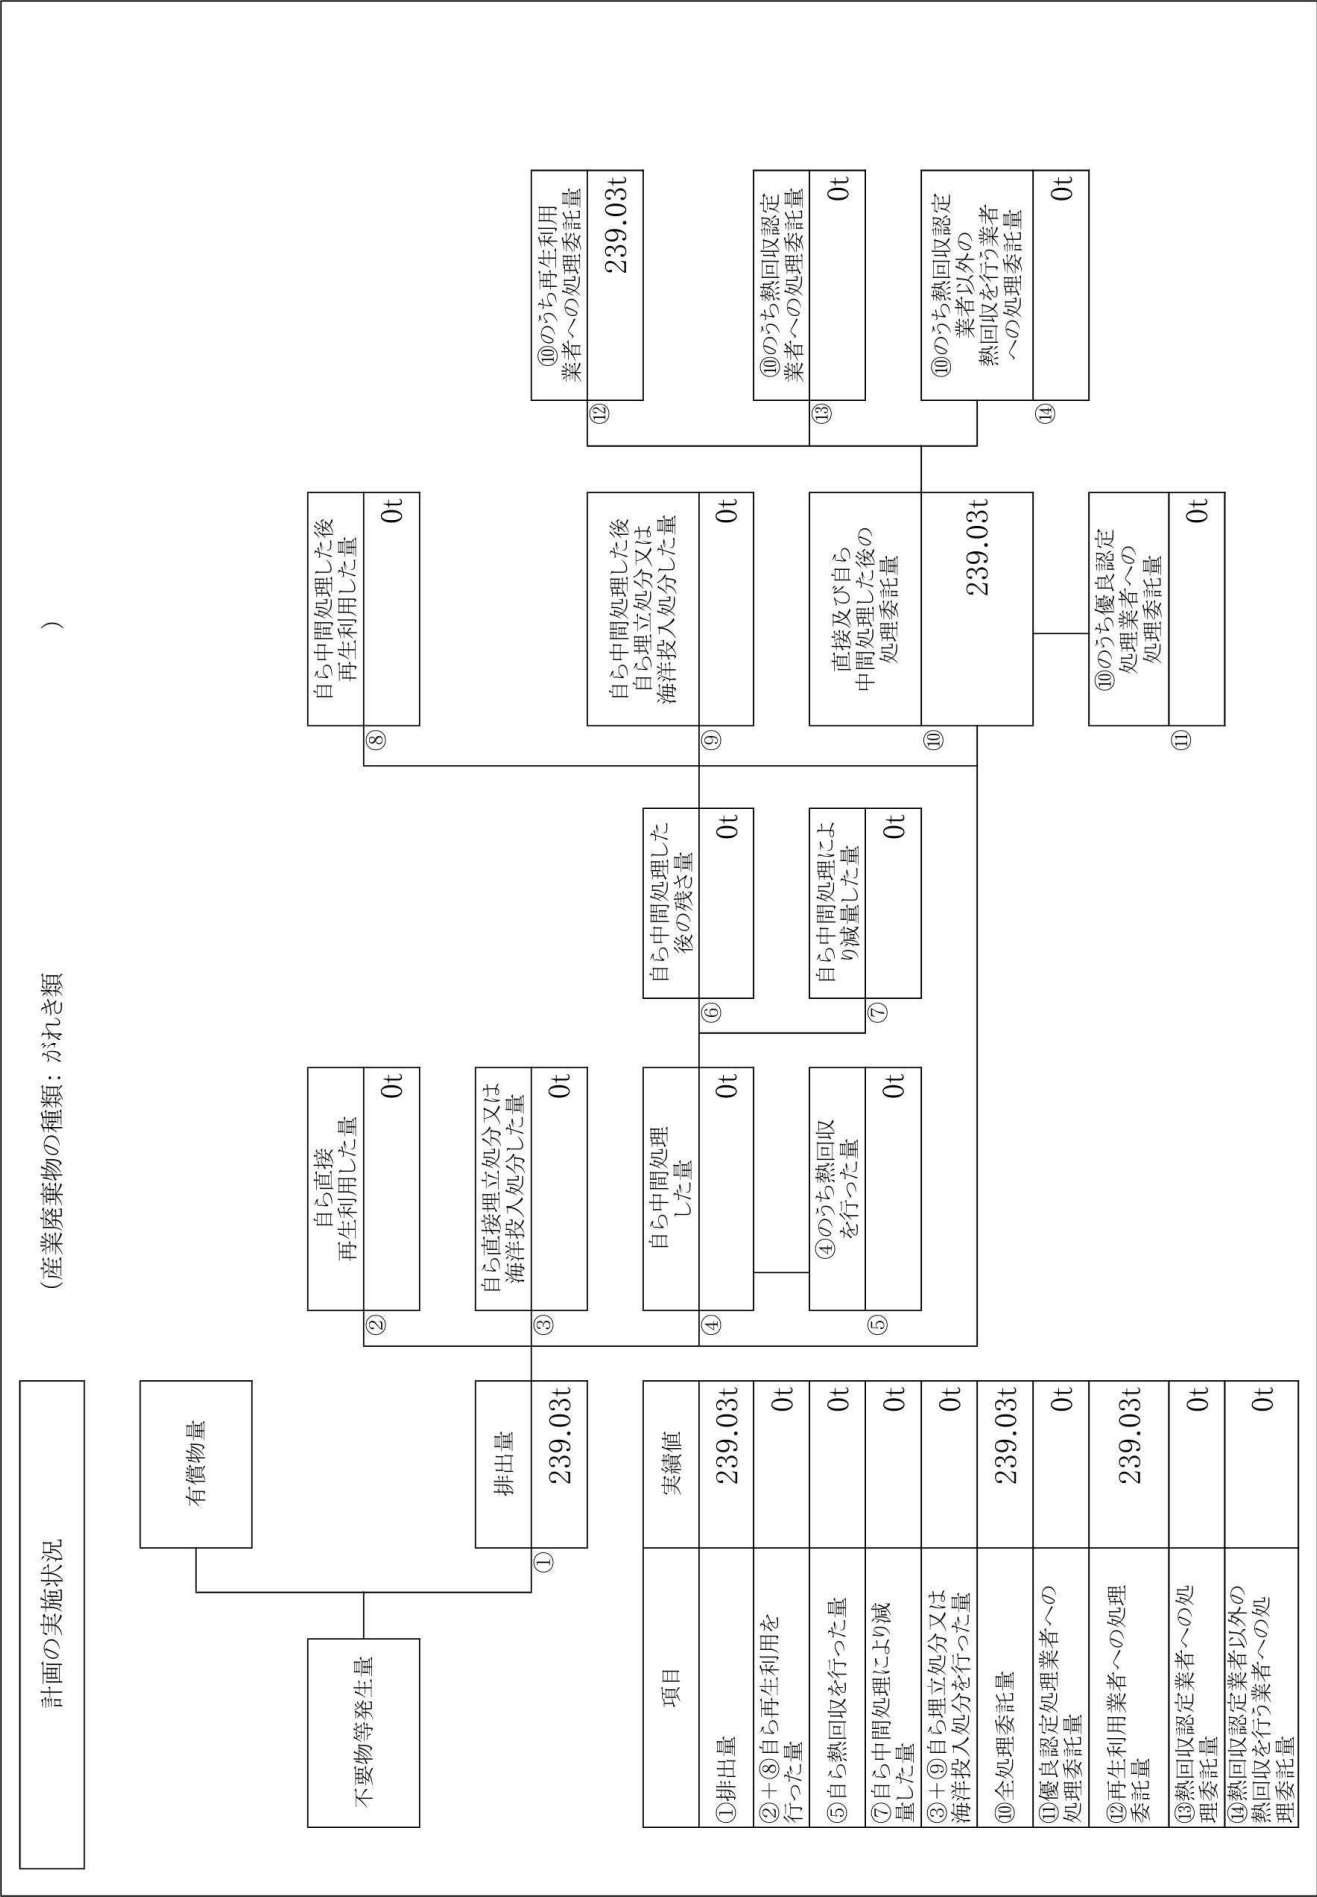 計画の実施状況
(産業廃棄物の種類：がれき類 )
有償物量
不要物等発生量
排出量
① 239.03t
自ら直接
再生利用した量
② 0t
自ら直接埋立処分又は
海洋投入処分した量
③ 0t
自ら中間処理
した量
④ 0t
④のうち熱回収
を行った量
⑤ 0t
自ら中間処理した
後の残さ量
⑥ 0t
自ら中間処理によ
り減量した量
⑦ 0t
自ら中間処理した後
再生利用した量
⑧ 0t
自ら中間処理した後
自ら埋立処分又は
海洋投入処分した量
⑨ 0t
直接及び自ら
中間処理した後の
処理委託量
⑩ 239.03t
⑩のうち優良認定
処理業者への
処理委託量
⑪ 0t
⑩のうち再生利用
業者への処理委託量
⑫ 239.03t
⑩のうち熱回収認定
業者への処理委託量
⑬ 0t
⑩のうち熱回収認定
業者以外の
熱回収を行う業者
への処理委託量
⑭ 0t
項目 実績値
①排出量 239.03t
②＋⑧自ら再生利用を
行った量 0t
⑤自ら熱回収を行った量 0t
⑦自ら中間処理により減
量した量 0t
③＋⑨自ら埋立処分又は
海洋投入処分を行った量 0t
⑩全処理委託量 239.03t
⑪優良認定処理業者への
処理委託量 0t
⑫再生利用業者への処理
委託量 239.03t
⑬熱回収認定業者への処
理委託量 0t
⑭熱回収認定業者以外の
熱回収を行う業者への処
理委託量 0t